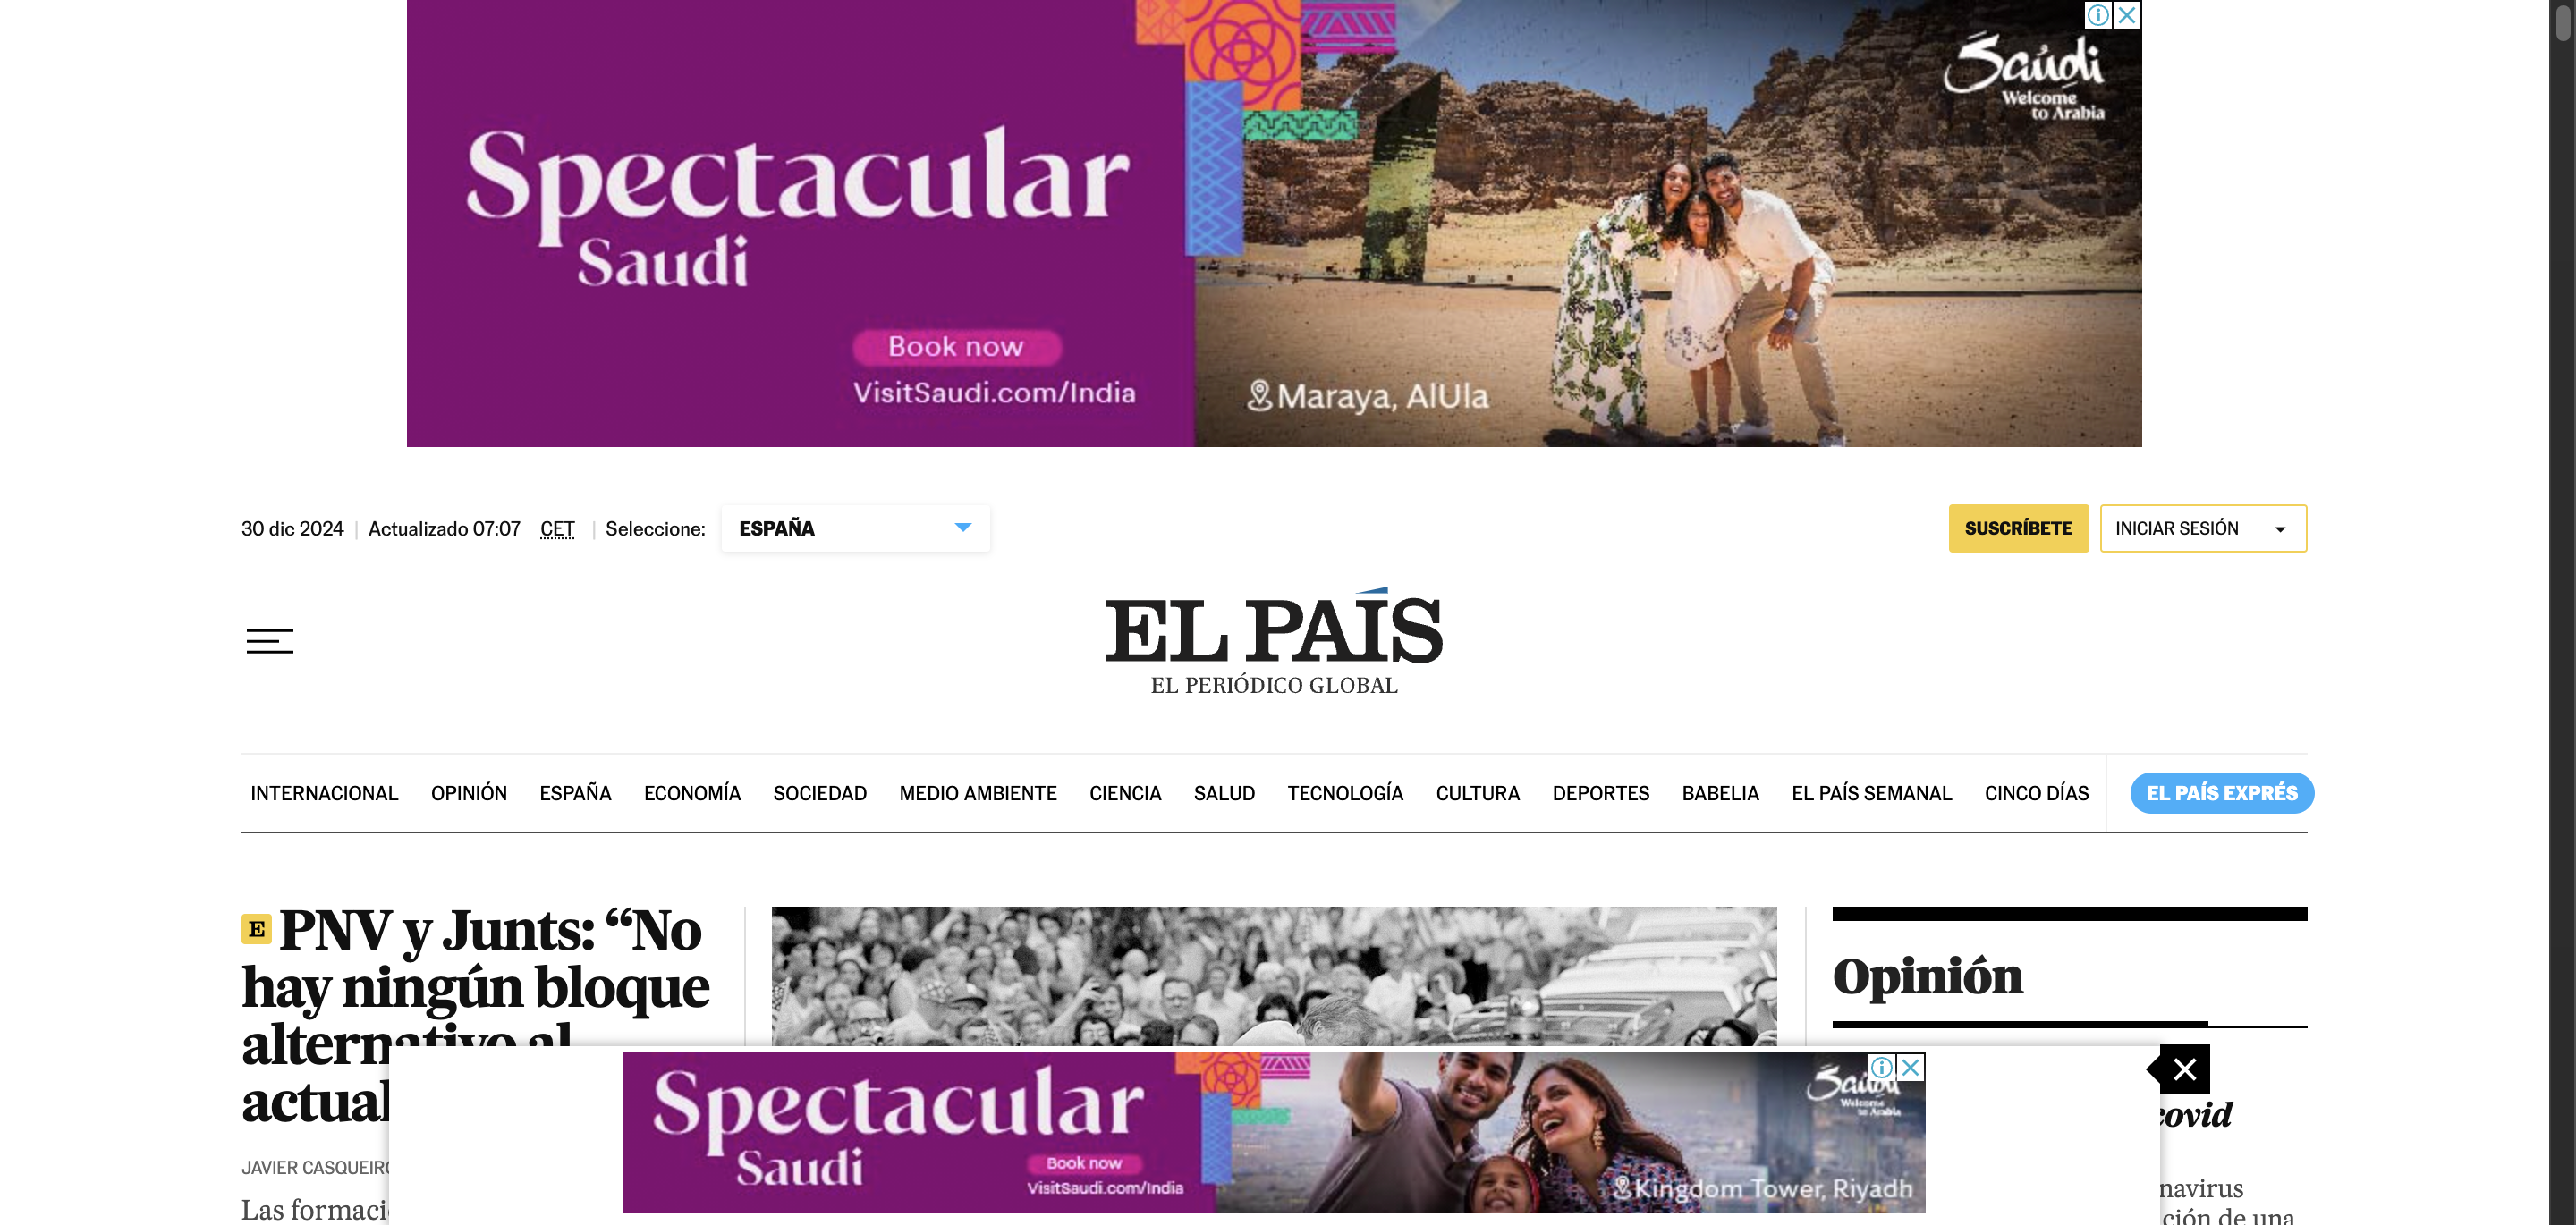 Spectacular
Saudi
Book now
VisitSaudi.com/India
Maraya, AlUla
Saudi
Welcome
to Arabia
30 dic 2024 | Actualizado 07:07 CET | Seleccione: ESPAÑA
SUSCRÍBETE
INICIAR SESIÓN
EL PAÍS
EL PERIÓDICO GLOBAL
INTERNACIONAL OPINIÓN ESPAÑA ECONOMÍA SOCIEDAD MEDIO AMBIENTE CIENCIA SALUD TECNOLOGÍA CULTURA DEPORTES BABELIA EL PAÍS SEMANAL CINCO DÍAS EL PAÍS EXPRÉS
E PNV y Junts: “No
hay ningún bloque
alternativo al
actual
JAVIER CASQUEIRO
Las formaci
Opinión
covid
navirus
ción de una
Spectacular
Saudi
Book now
VisitSaudi.com/India
Saudi
Welcome
to Arabia
Kingdom Tower, Riyadh